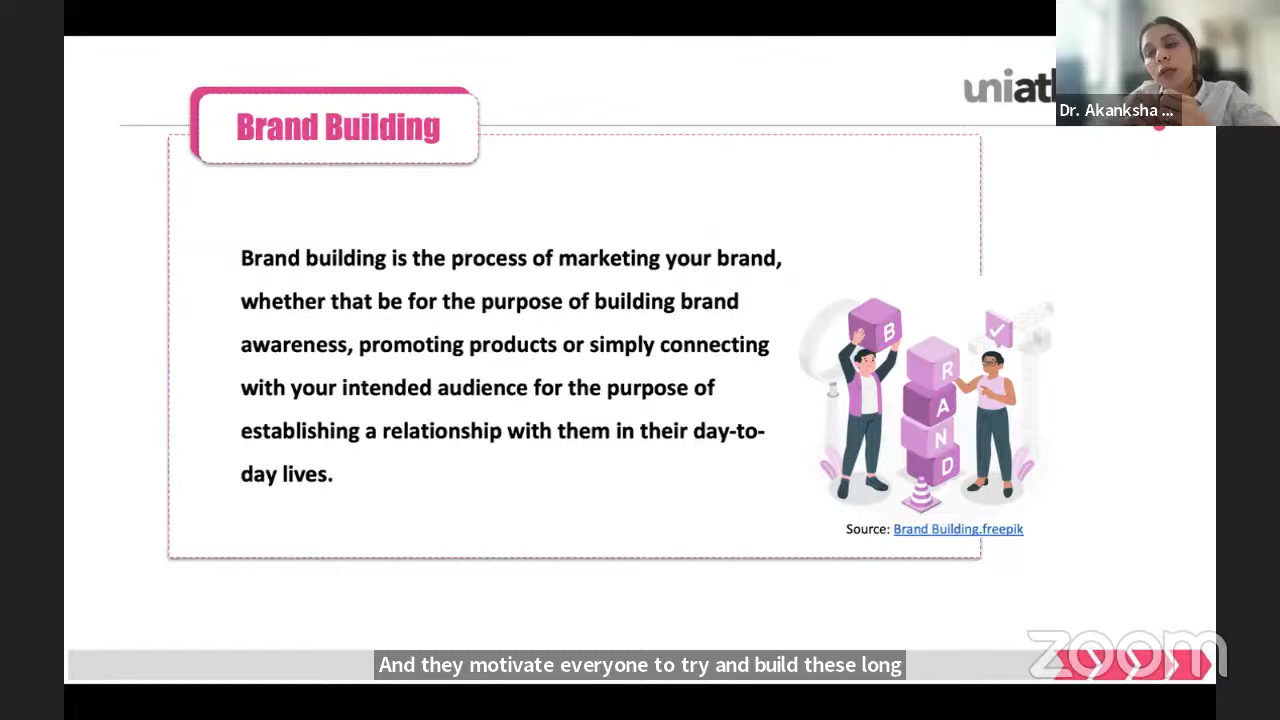 Brand Building
uniatl
Dr. Akanksha ...
Brand building is the process of marketing your brand,
whether that be for the purpose of building brand
awareness, promoting products or simply connecting
with your intended audience for the purpose of
establishing a relationship with them in their day-to-
day lives.
B
R
A
N
D
Source: Brand Building.freepik
zoom
And they motivate everyone to try and build these long